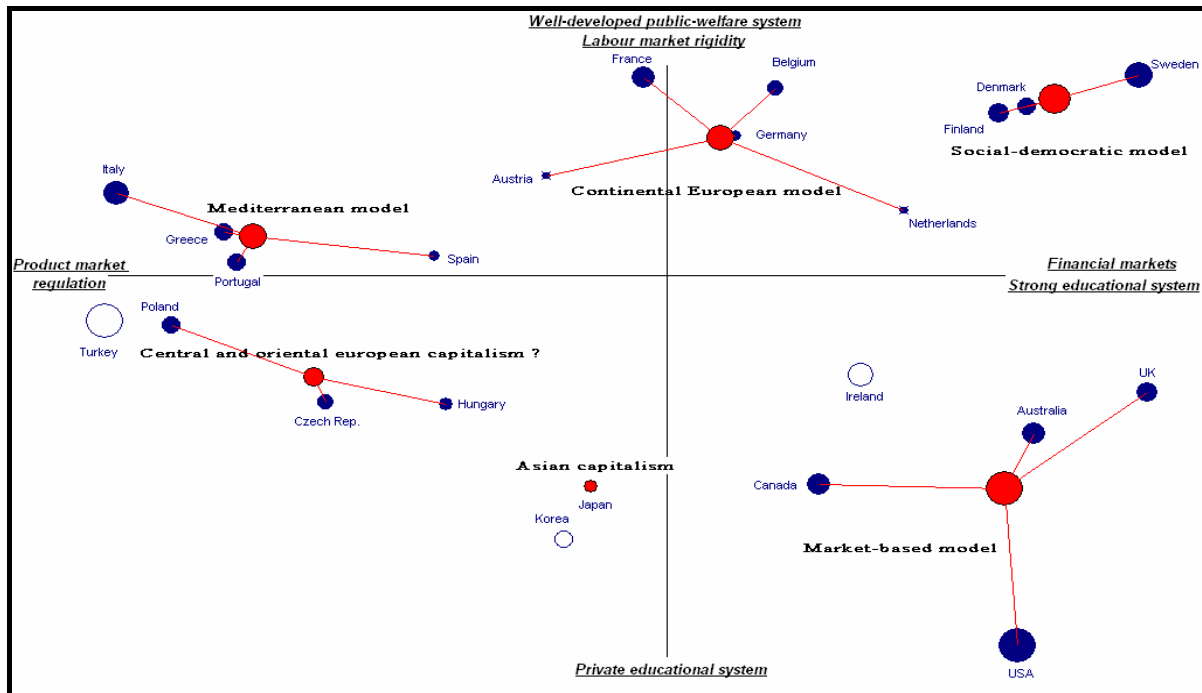 Well-developed public-welfare system
Labour market rigidity
France
Belgium
Sweden
Denmark
Finland
Germany
Social-democratic model
Italy
Austria
Continental European model
Mediterranean model
Netherlands
Greece
Spain
Product market
regulation
Portugal
Financial markets
Strong educational system
Poland
Turkey
Central and oriental european capitalism ?
UK
Ireland
Hungary
Australia
Czech Rep.
Asian capitalism
Canada
Japan
Korea
Market-based model
Private educational system
USA